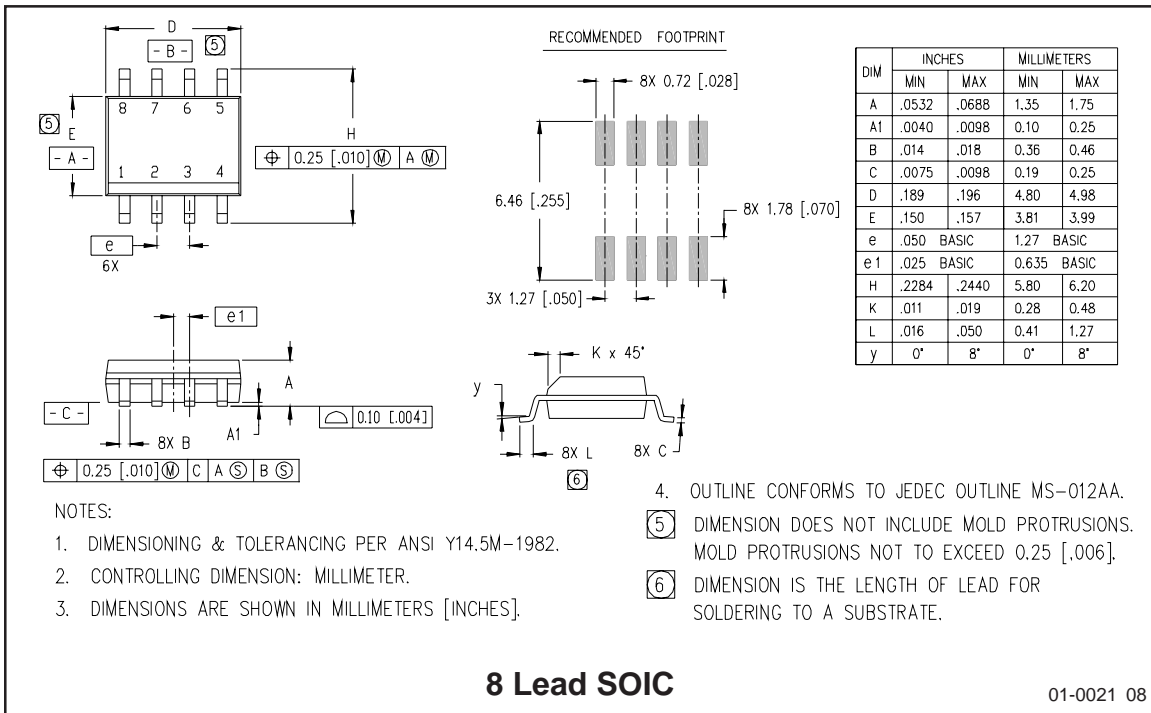 D
- B -
5
8 7 6 5
5
E
- A -
H
⌖ 0.25 [.010] Ⓜ A Ⓜ
1 2 3 4
e
6X
RECOMMENDED FOOTPRINT
8X 0.72 [.028]
6.46 [.255]
8X 1.78 [.070]
3X 1.27 [.050]
DIM INCHES MILLIMETERS
MIN MAX MIN MAX
A .0532 .0688 1.35 1.75
A1 .0040 .0098 0.10 0.25
B .014 .018 0.36 0.46
C .0075 .0098 0.19 0.25
D .189 .196 4.80 4.98
E .150 .157 3.81 3.99
e .050 BASIC 1.27 BASIC
e1 .025 BASIC 0.635 BASIC
H .2284 .2440 5.80 6.20
K .011 .019 0.28 0.48
L .016 .050 0.41 1.27
y 0° 8° 0° 8°
e1
A
- C -
8X B
A1
⌓ 0.10 [.004]
⌖ 0.25 [.010] Ⓜ C A Ⓢ B Ⓢ
K x 45°
y
8X L
8X C
6
NOTES:
1. DIMENSIONING & TOLERANCING PER ANSI Y14.5M-1982.
2. CONTROLLING DIMENSION: MILLIMETER.
3. DIMENSIONS ARE SHOWN IN MILLIMETERS [INCHES].
4. OUTLINE CONFORMS TO JEDEC OUTLINE MS-012AA.
5 DIMENSION DOES NOT INCLUDE MOLD PROTRUSIONS.
MOLD PROTRUSIONS NOT TO EXCEED 0.25 [.006].
6 DIMENSION IS THE LENGTH OF LEAD FOR
SOLDERING TO A SUBSTRATE.
8 Lead SOIC
01-0021 08